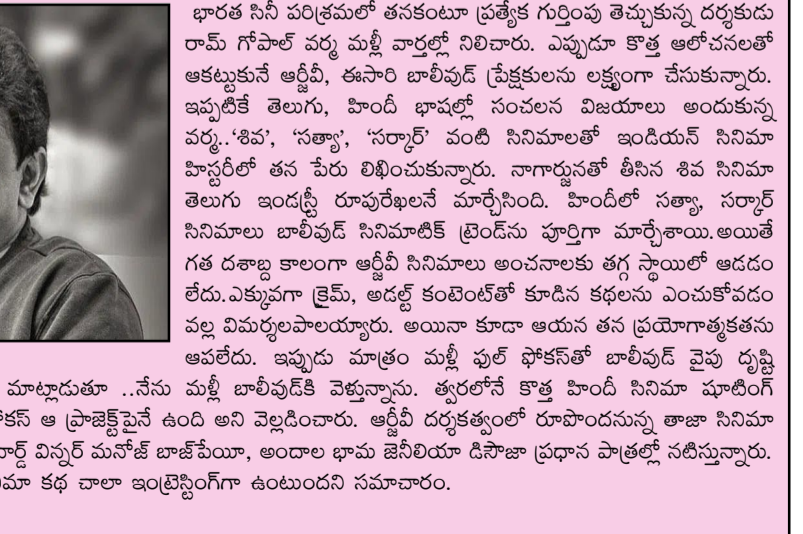 భారత సినీ పరిశ్రమలో తనకంటూ ప్రత్యేక గుర్తింపు తెచ్చుకున్న దర్శకుడు
రామ్ గోపాల్ వర్మ మళ్లీ వార్తల్లో నిలిచారు. ఎప్పుడూ కొత్త ఆలోచనలతో
ఆకట్టుకునే ఆర్జీవీ, ఈసారి బాలీవుడ్ ప్రేక్షకులను లక్ష్యంగా చేసుకున్నారు.
ఇప్పటికే తెలుగు, హిందీ భాషల్లో సంచలన విజయాలు అందుకున్న
వర్మ..‘శివ’, ‘సత్యా’, ‘సర్కార్’ వంటి సినిమాలతో ఇండియన్ సినిమా
హిస్టరీలో తన పేరు లిఖించుకున్నారు. నాగార్జునతో తీసిన శివ సినిమా
తెలుగు ఇండస్ట్రీ రూపురేఖలనే మార్చేసింది. హిందీలో సత్యా, సర్కార్
సినిమాలు బాలీవుడ్ సినిమాటిక్ ట్రెండ్‌ను పూర్తిగా మార్చేశాయి.అయితే
గత దశాబ్ద కాలంగా ఆర్జీవీ సినిమాలు అంచనాలకు తగ్గ స్థాయిలో ఆడడం
లేదు.ఎక్కువగా క్రైమ్, అడల్ట్ కంటెంట్‌తో కూడిన కథలను ఎంచుకోవడం
వల్ల విమర్శలపాలయ్యారు. అయినా కూడా ఆయన తన ప్రయోగాత్మకతను
ఆపలేదు. ఇప్పుడు మాత్రం మళ్లీ ఫుల్ ఫోకస్‌తో బాలీవుడ్ వైపు దృష్టి
మాట్లాడుతూ ..నేను మళ్లీ బాలీవుడ్‌కి వెళ్తున్నాను. త్వరలోనే కొత్త హిందీ సినిమా షూటింగ్
ఆ ప్రాజెక్ట్‌పైనే ఉంది అని వెల్లడించారు. ఆర్జీవీ దర్శకత్వంలో రూపొందనున్న తాజా సినిమా
విన్నర్ మనోజ్ బాజ్‌పేయీ, అందాల భామ జెనీలియా డిసౌజా ప్రధాన పాత్రల్లో నటిస్తున్నారు.
కథ చాలా ఇంట్రెస్టింగ్‌గా ఉంటుందని సమాచారం.